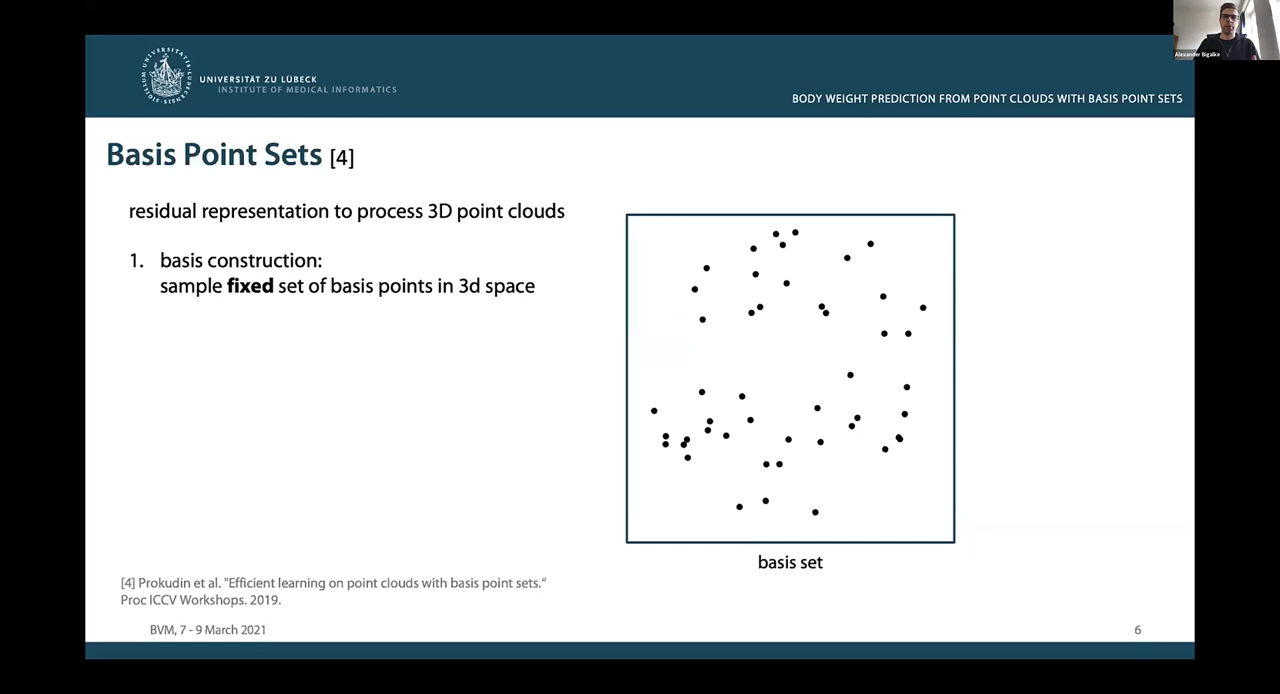 Alexander Bigalke
UNIVERSITÄT ZU LÜBECK
INSTITUTE OF MEDICAL INFORMATICS
BODY WEIGHT PREDICTION FROM POINT CLOUDS WITH BASIS POINT SETS
Basis Point Sets [4]
residual representation to process 3D point clouds
1. basis construction:
sample fixed set of basis points in 3d space
basis set
[4] Prokudin et al. "Efficient learning on point clouds with basis point sets.“
Proc ICCV Workshops. 2019.
BVM, 7 - 9 March 2021
6